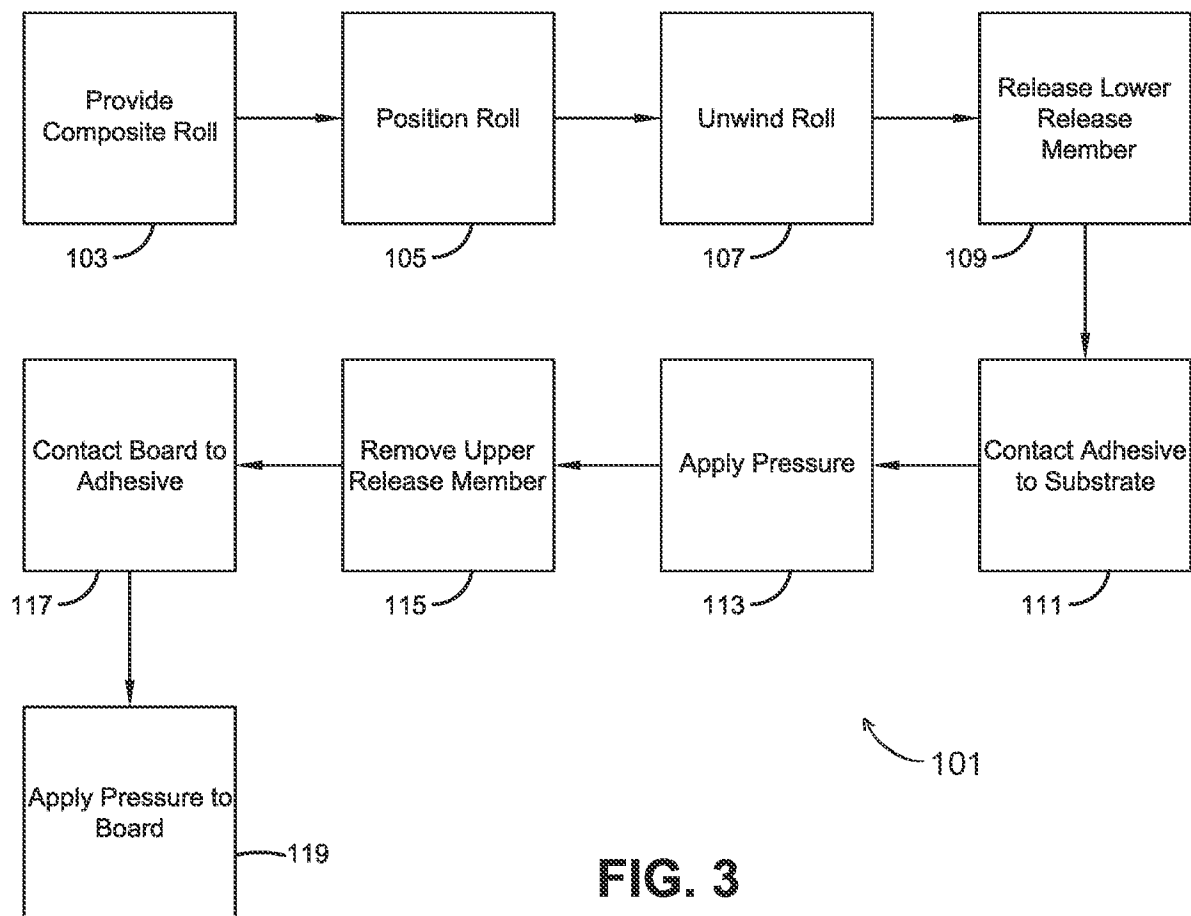 Provide
Composite Roll
103
Position Roll
105
Unwind Roll
107
Release Lower
Release
Member
109
Contact Adhesive
to Substrate
111
Apply Pressure
113
Remove Upper
Release Member
115
Contact Board to
Adhesive
117
Apply Pressure to
Board
119
101
FIG. 3